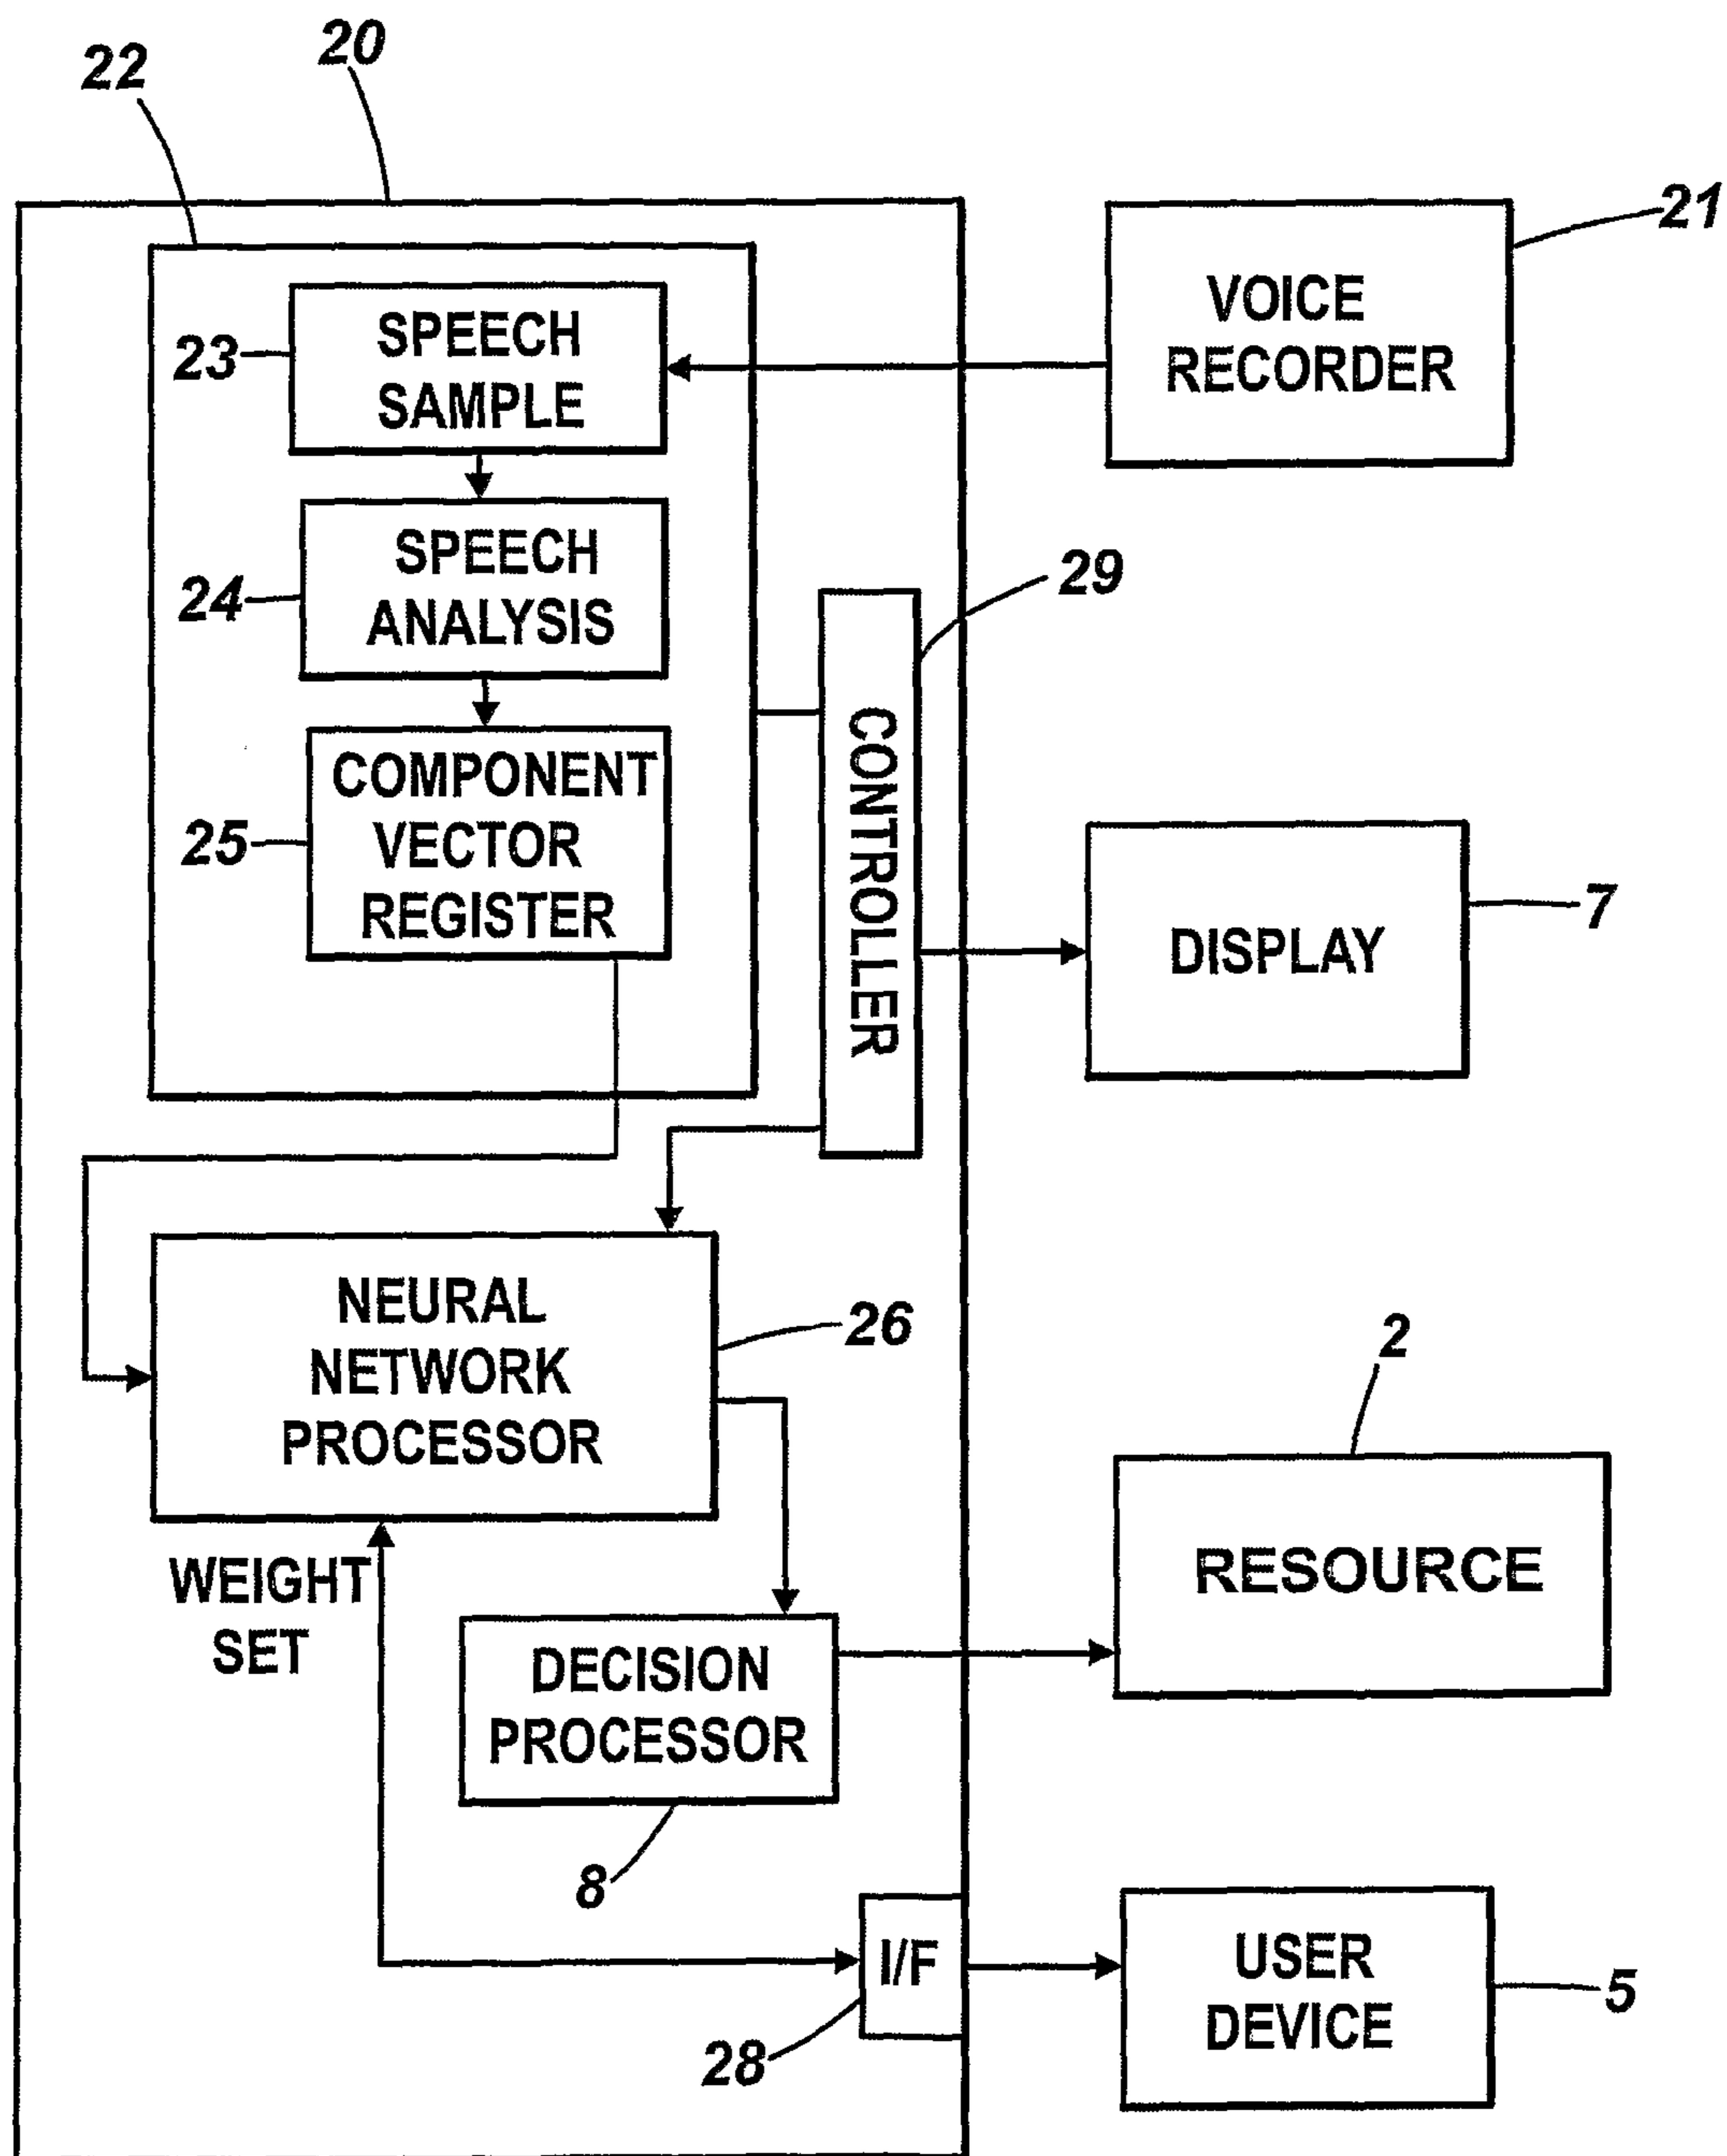 20
22
21
VOICE
RECORDER
23
SPEECH
SAMPLE
24
SPEECH
ANALYSIS
29
CONTROLLER
25
COMPONENT
VECTOR
REGISTER
7
DISPLAY
NEURAL
NETWORK
PROCESSOR
26
2
RESOURCE
WEIGHT
SET
DECISION
PROCESSOR
8
I/F
28
USER
DEVICE
5